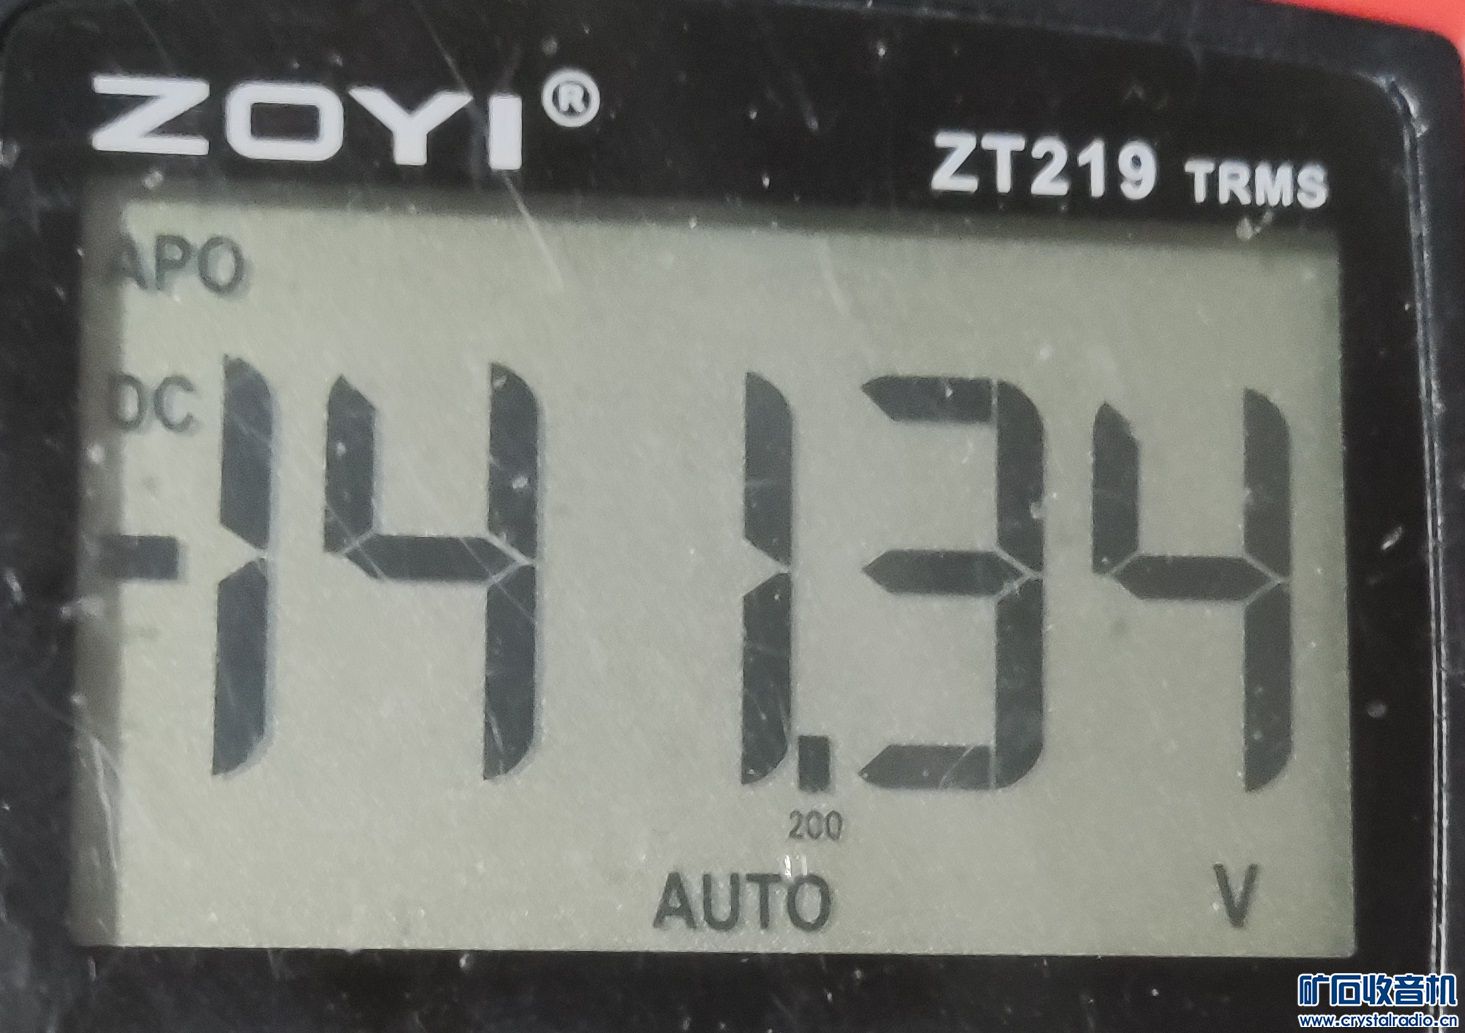 ZOYI®
ZT219 TRMS
APO
DC
-141.34
200
AUTO V
矿石收音机
www.crystalradio.cn